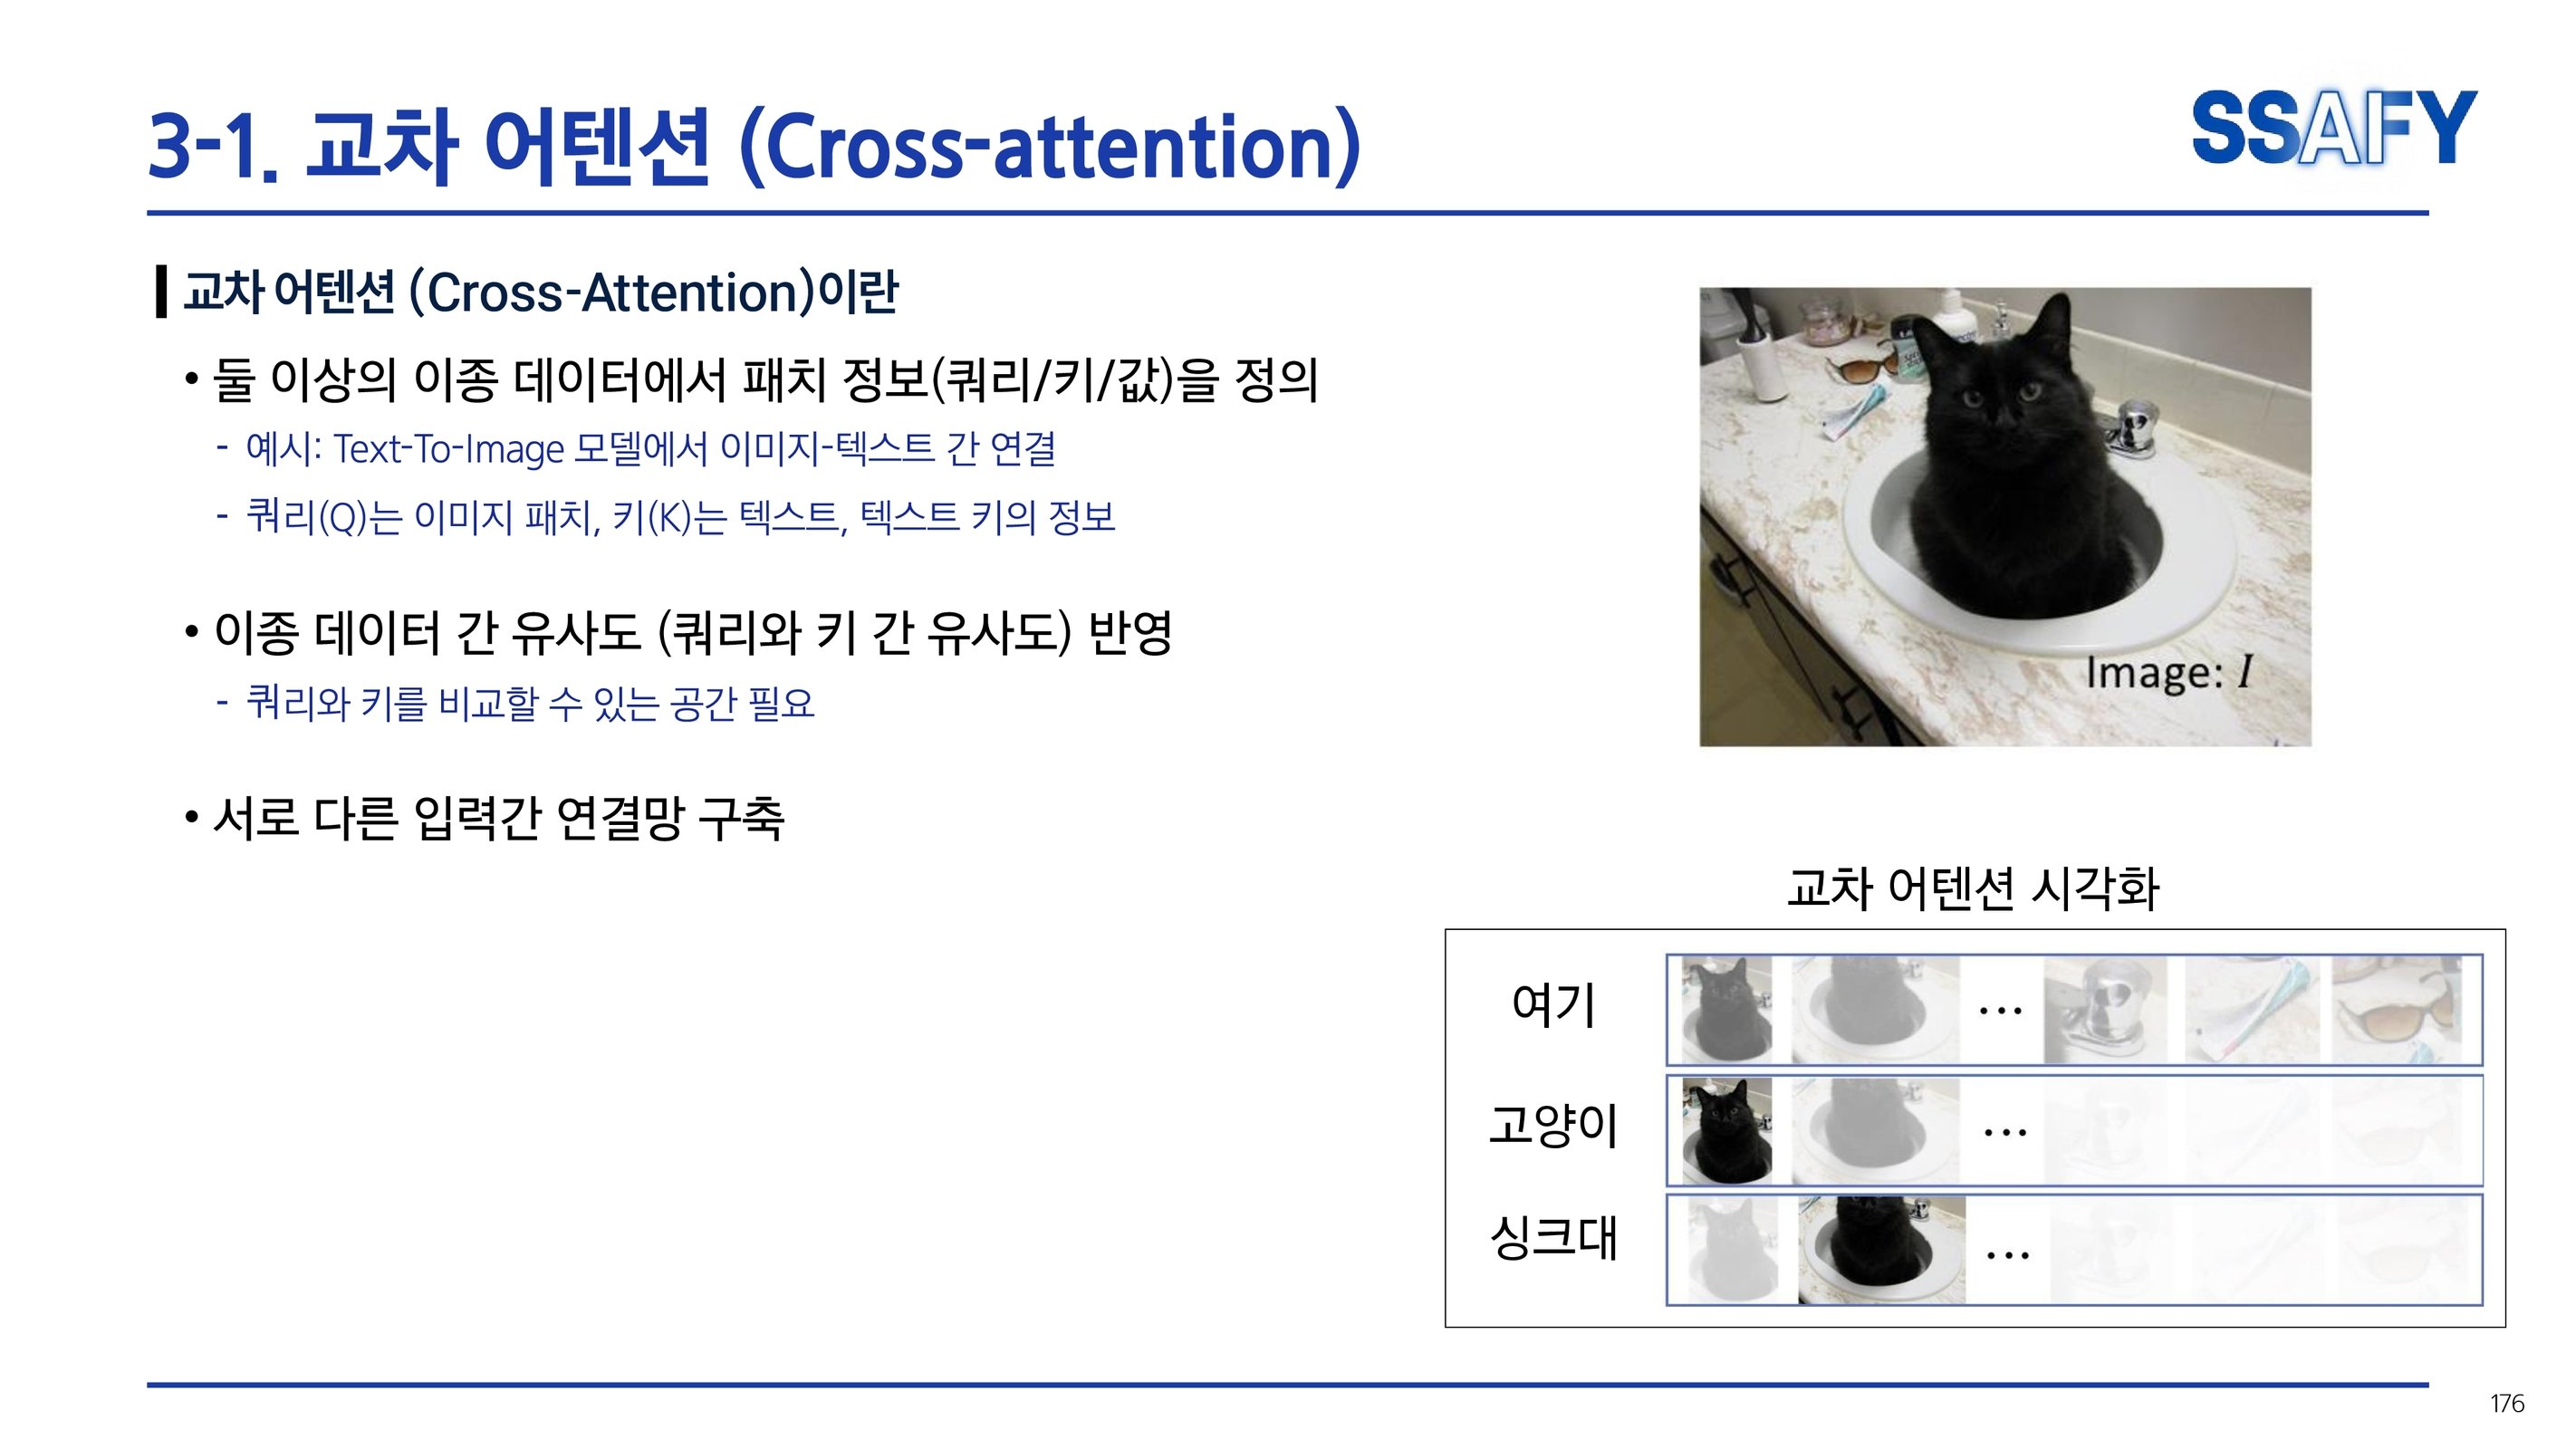 3-1. 교차 어텐션 (Cross-attention)
SSAFY
교차 어텐션 (Cross-Attention)이란
• 둘 이상의 이종 데이터에서 패치 정보(쿼리/키/값)을 정의
- 예시: Text-To-Image 모델에서 이미지-텍스트 간 연결
- 쿼리(Q)는 이미지 패치, 키(K)는 텍스트, 텍스트 키의 정보
• 이종 데이터 간 유사도 (쿼리와 키 간 유사도) 반영
- 쿼리와 키를 비교할 수 있는 공간 필요
• 서로 다른 입력간 연결망 구축
Image: I
교차 어텐션 시각화
여기
...
고양이
...
싱크대
...
176